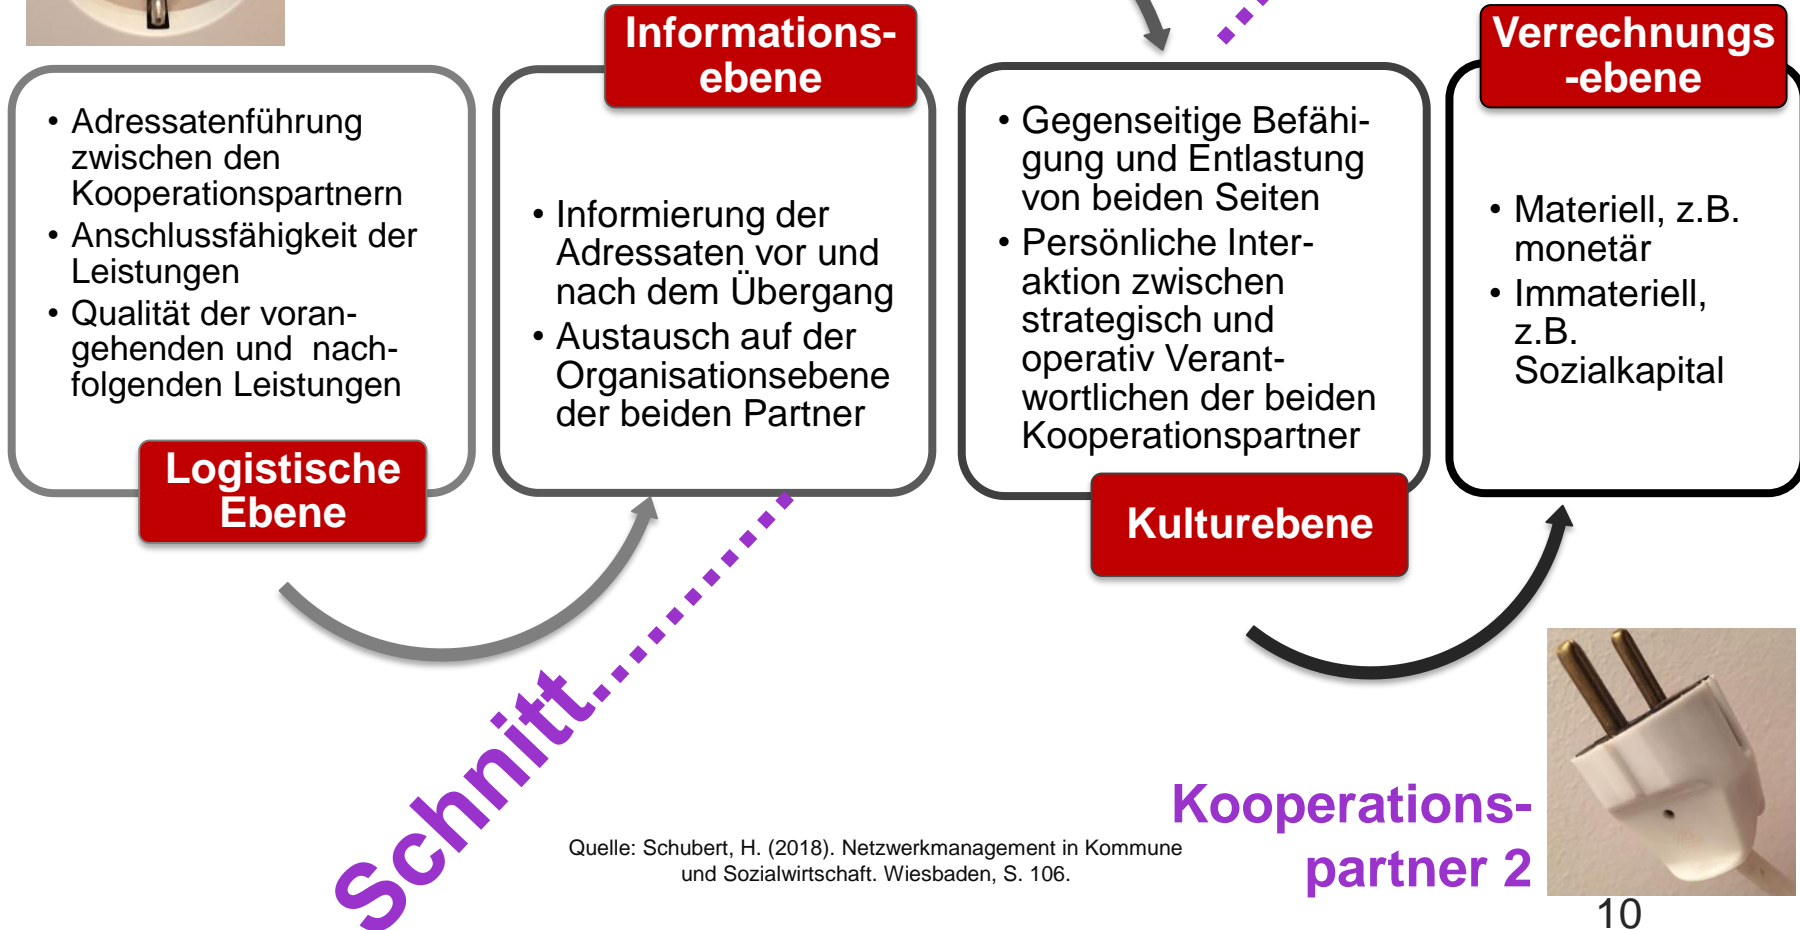 • Adressatenführung
zwischen den
Kooperationspartnern
• Anschlussfähigkeit der
Leistungen
• Qualität der voran-
gehenden und nach-
folgenden Leistungen
Logistische
Ebene
Informations-
ebene
• Informierung der
Adressaten vor und
nach dem Übergang
• Austausch auf der
Organisationsebene
der beiden Partner
• Gegenseitige Befähi-
gung und Entlastung
von beiden Seiten
• Persönliche Inter-
aktion zwischen
strategisch und
operativ Verant-
wortlichen der beiden
Kooperationspartner
Kulturebene
Verrechnungs
-ebene
• Materiell, z.B.
monetär
• Immateriell,
z.B.
Sozialkapital
Schnitt
Kooperations-
partner 2
Quelle: Schubert, H. (2018). Netzwerkmanagement in Kommune
und Sozialwirtschaft. Wiesbaden, S. 106.
10